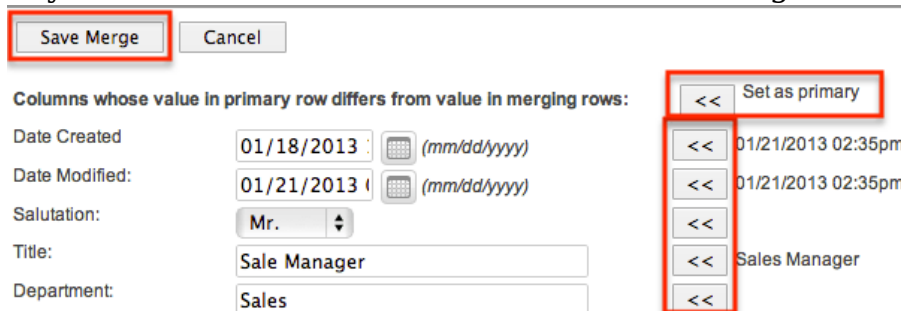 Save Merge Cancel
Columns whose value in primary row differs from value in merging rows: << Set as primary
Date Created 01/18/2013 (mm/dd/yyyy) << 01/21/2013 02:35pm
Date Modified: 01/21/2013 (mm/dd/yyyy) << 01/21/2013 02:35pm
Salutation: Mr. <<
Title: Sale Manager << Sales Manager
Department: Sales <<